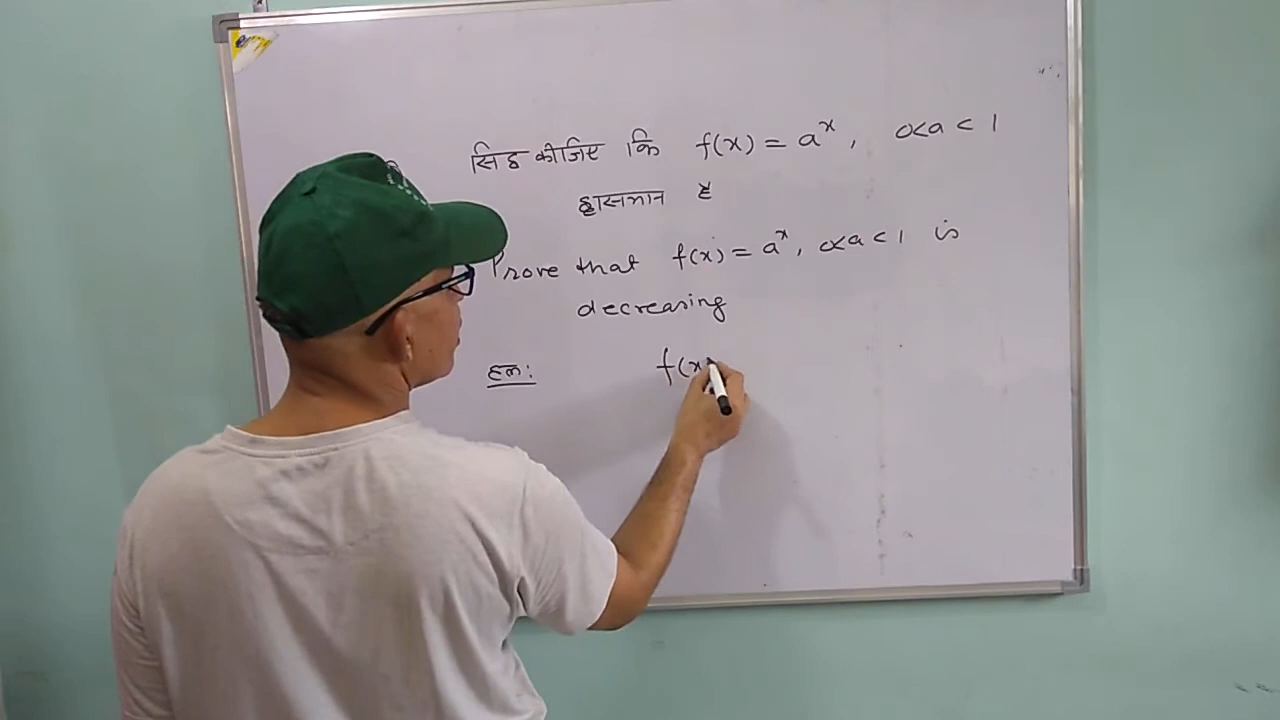 सिद्ध कीजिए कि f(x) = a^x, 0<a<1
ह्रासमान है
Prove that f(x) = a^x, 0<a<1 is
decreasing
हल: f(x)